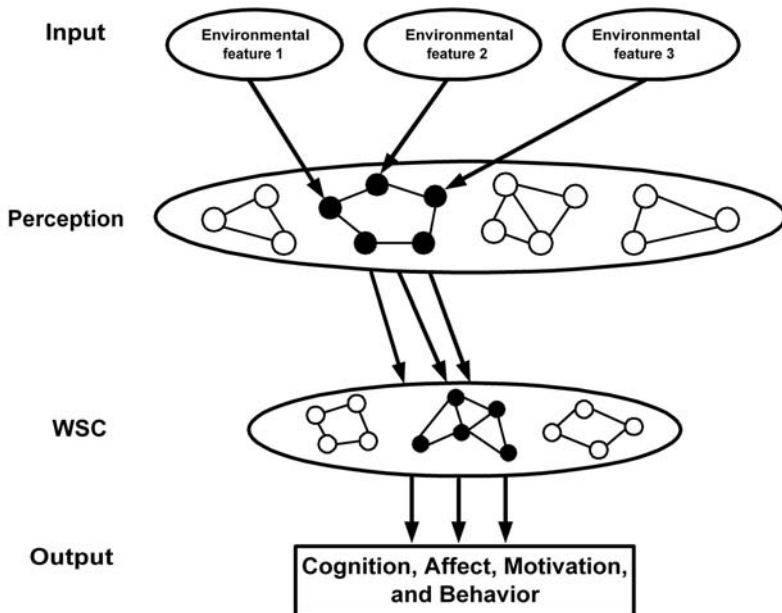 Input
Environmental
feature 1
Environmental
feature 2
Environmental
feature 3
Perception
WSC
Output
Cognition, Affect, Motivation,
and Behavior